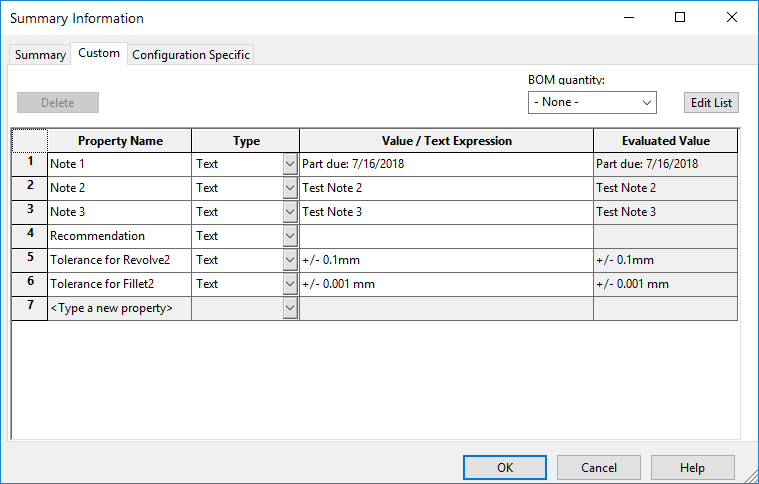 Summary Information
Summary Custom Configuration Specific
BOM quantity:
Delete - None - Edit List
Property Name Type Value / Text Expression Evaluated Value
1 Note 1 Text Part due: 7/16/2018 Part due: 7/16/2018
2 Note 2 Text Test Note 2 Test Note 2
3 Note 3 Text Test Note 3 Test Note 3
4 Recommendation Text
5 Tolerance for Revolve2 Text +/- 0.1mm +/- 0.1mm
6 Tolerance for Fillet2 Text +/- 0.001 mm +/- 0.001 mm
7 <Type a new property>
OK Cancel Help